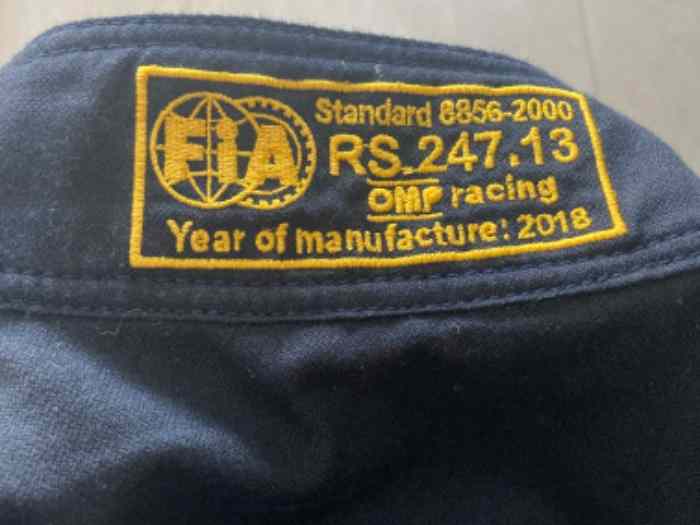 FIA
Standard 8856-2000
RS.247.13
OMP racing
Year of manufacture: 2018